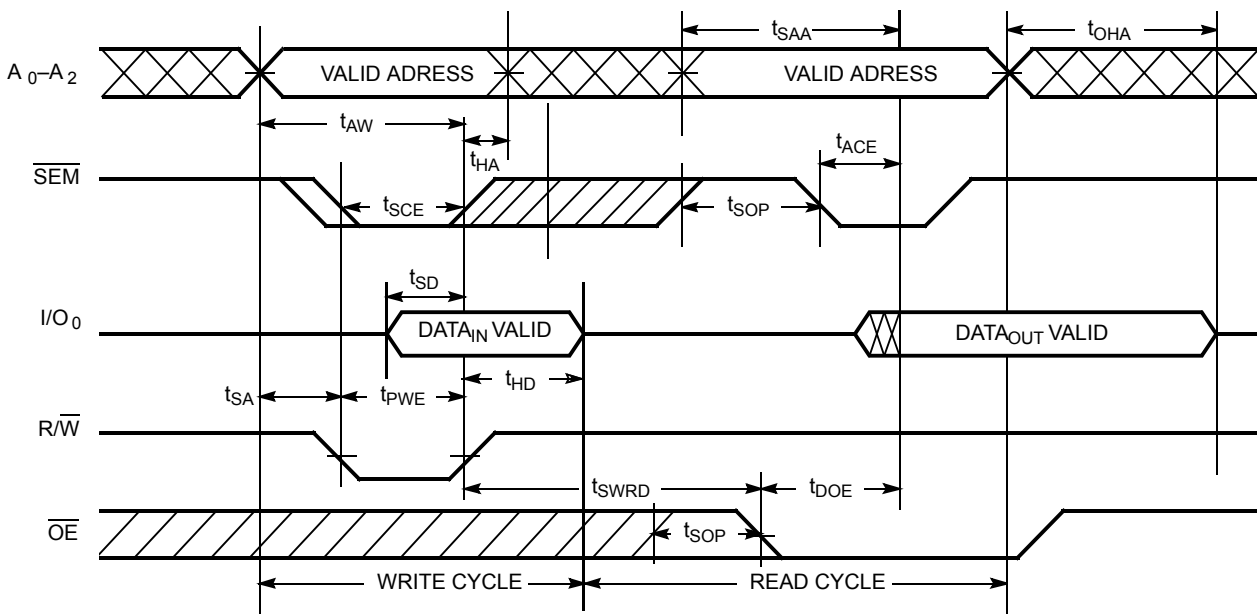 tSAA
tOHA
A0–A2
VALID ADRESS
VALID ADRESS
tAW
tHA
tACE
SEM
tSCE
tSOP
tSD
I/O0
DATAIN VALID
DATAOUT VALID
tHD
tSA
tPWE
R/W
tSWRD
tDOE
OE
tSOP
WRITE CYCLE
READ CYCLE